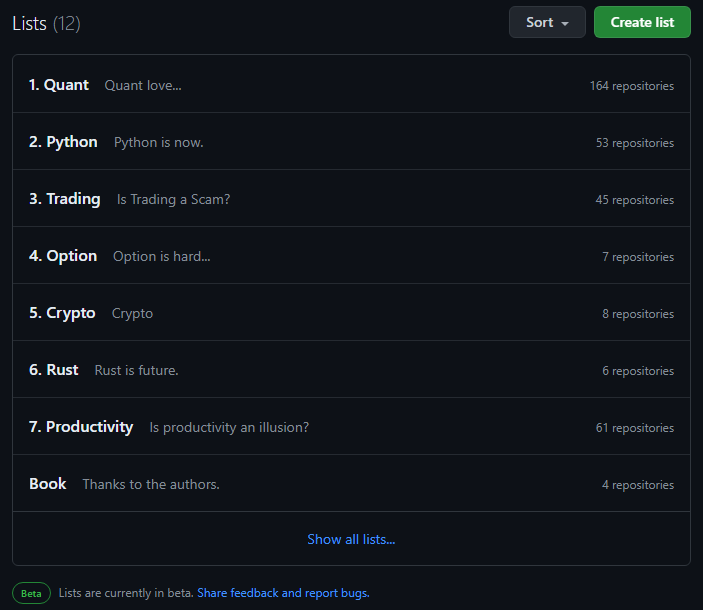 Lists (12) Sort Create list
1. Quant Quant love... 164 repositories
2. Python Python is now. 53 repositories
3. Trading Is Trading a Scam? 45 repositories
4. Option Option is hard... 7 repositories
5. Crypto Crypto 8 repositories
6. Rust Rust is future. 6 repositories
7. Productivity Is productivity an illusion? 61 repositories
Book Thanks to the authors. 4 repositories
Show all lists...
Beta Lists are currently in beta. Share feedback and report bugs.